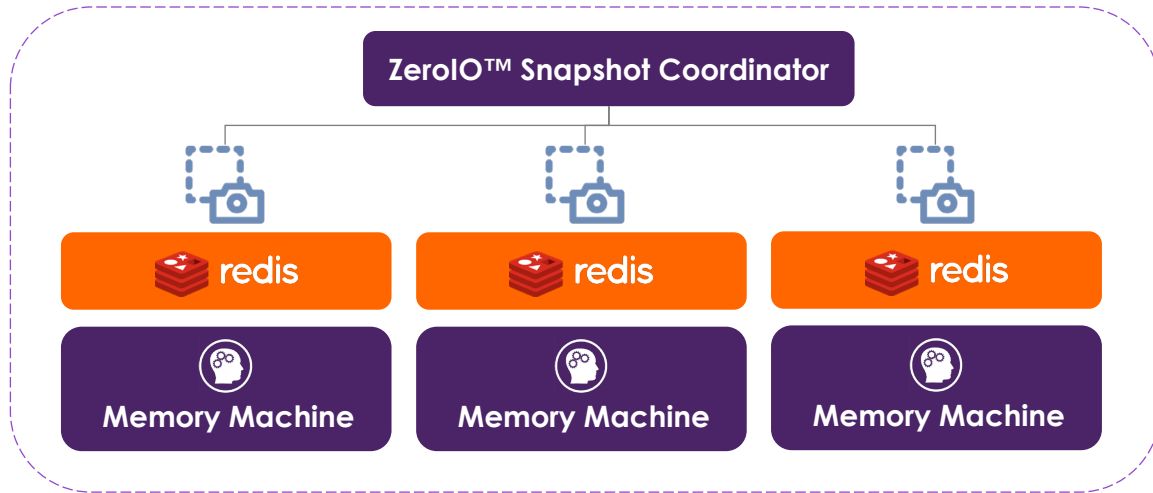 ZeroIO™ Snapshot Coordinator
redis
redis
redis
Memory Machine
Memory Machine
Memory Machine